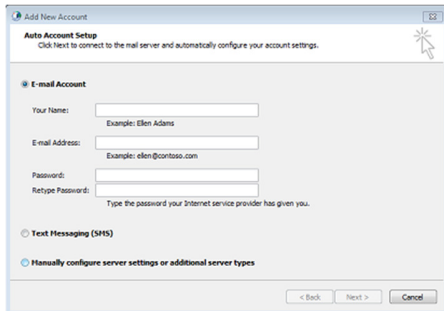 Add New Account
Auto Account Setup
Click Next to connect to the mail server and automatically configure your account settings.
E-mail Account
Your Name:
Example: Ellen Adams
E-mail Address:
Example: ellen@contoso.com
Password:
Retype Password:
Type the password your Internet service provider has given you.
Text Messaging (SMS)
Manually configure server settings or additional server types
< Back Next > Cancel